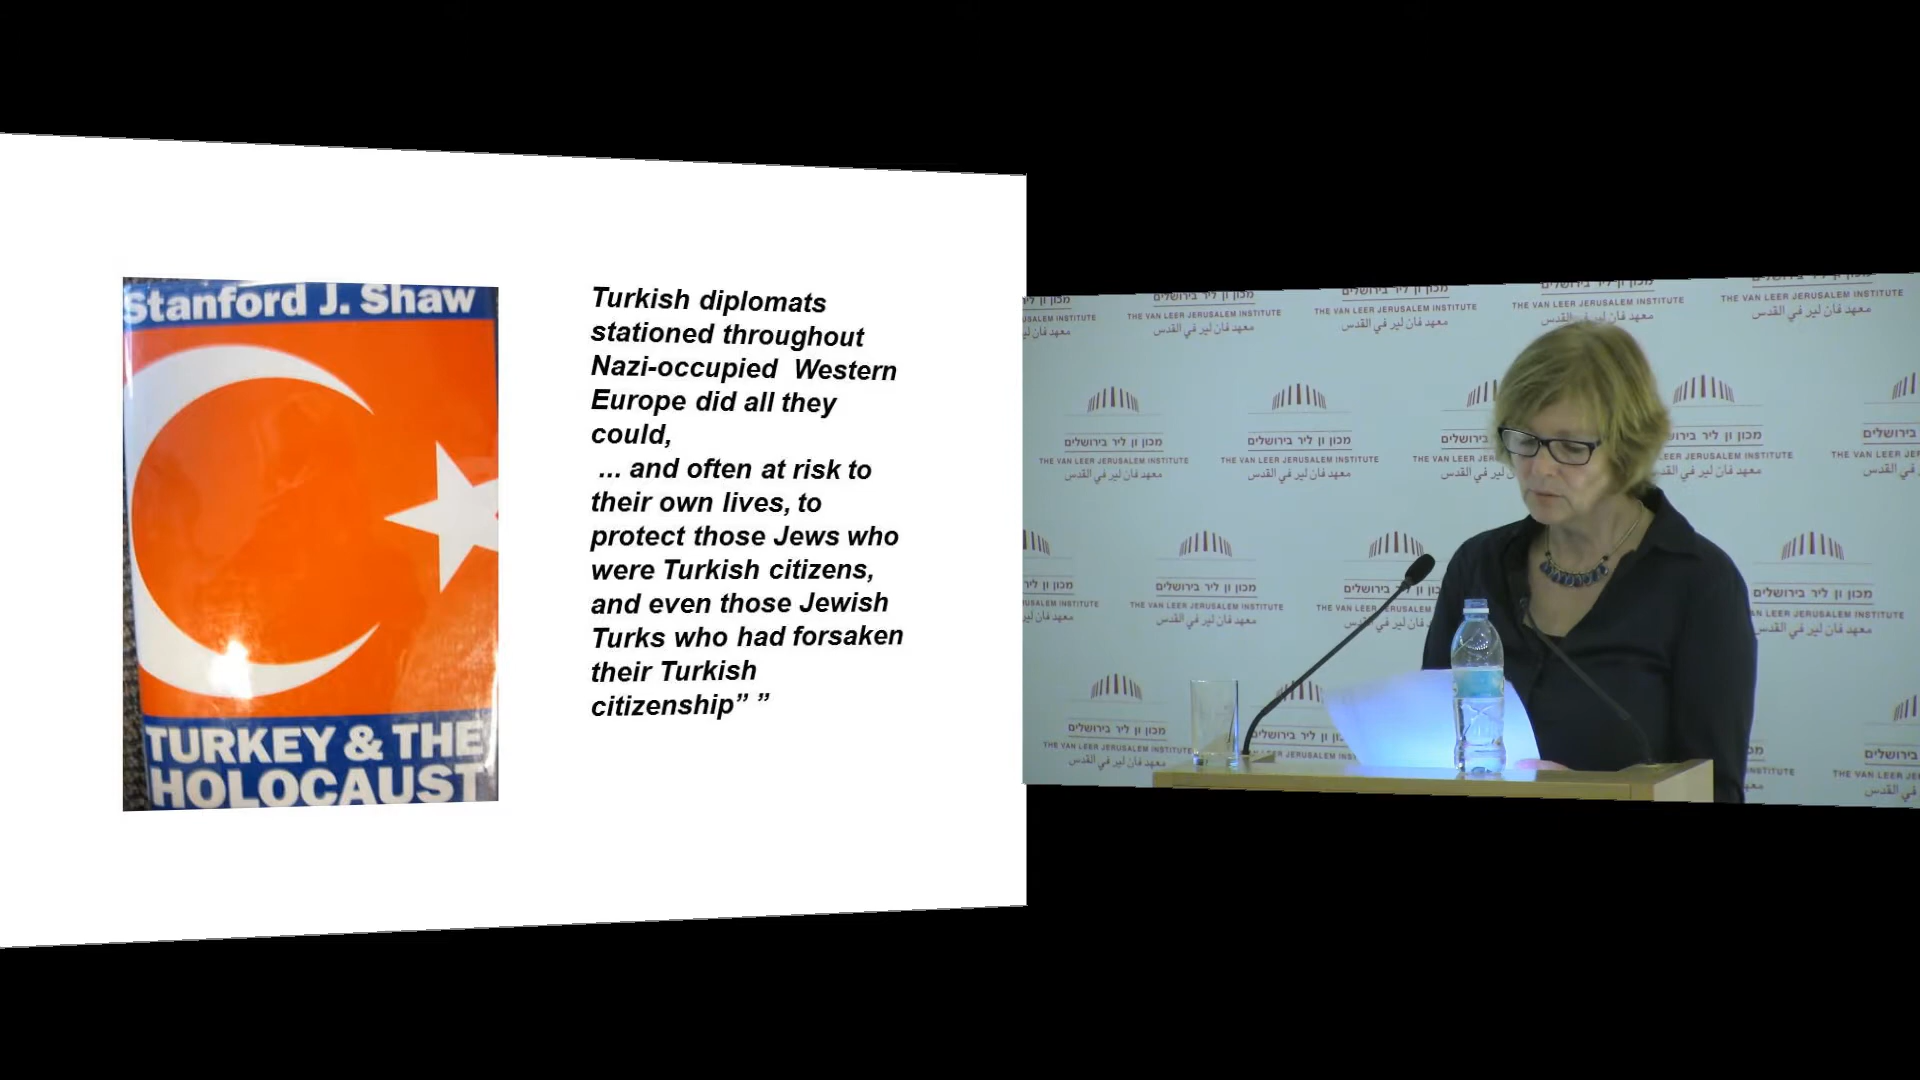 Stanford J. Shaw
TURKEY & THE
HOLOCAUST
Turkish diplomats
stationed throughout
Nazi-occupied Western
Europe did all they
could,
... and often at risk to
their own lives, to
protect those Jews who
were Turkish citizens,
and even those Jewish
Turks who had forsaken
their Turkish
citizenship” ”
מכון ון ליר בירושלים
THE VAN LEER JERUSALEM INSTITUTE
معهد فان لير في القدس